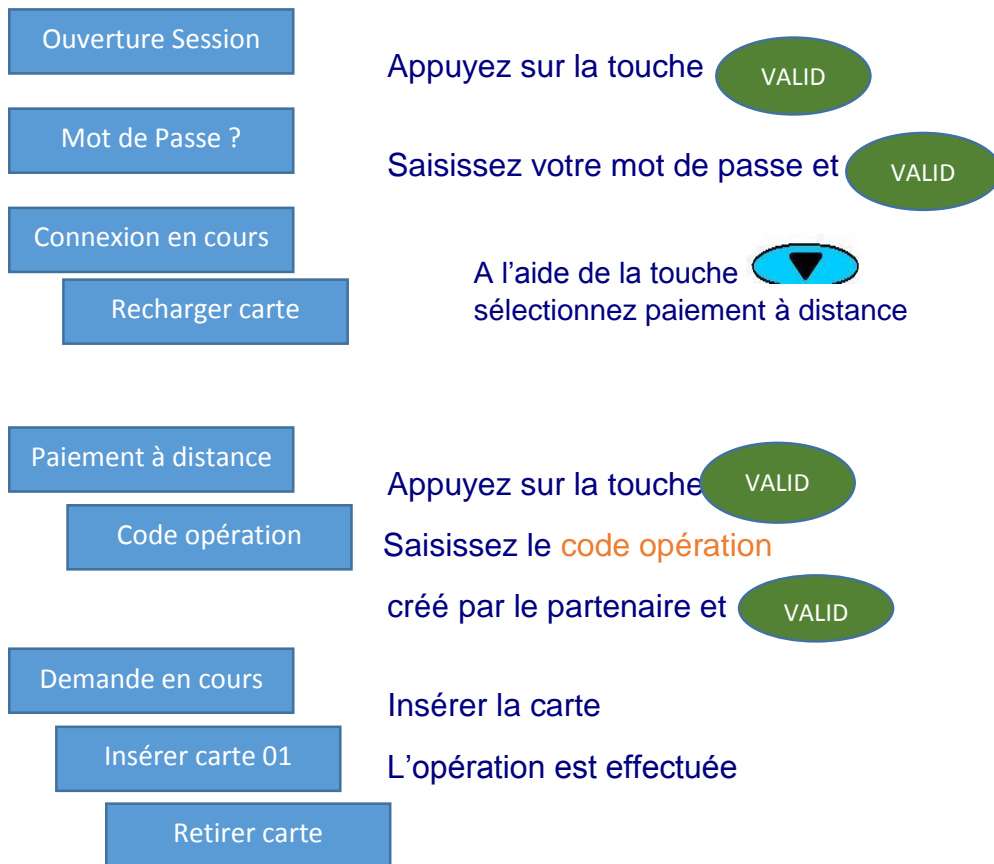 Ouverture Session
Appuyez sur la touche VALID
Mot de Passe ?
Saisissez votre mot de passe et VALID
Connexion en cours
A l’aide de la touche
Recharger carte
sélectionnez paiement à distance
Paiement à distance
Appuyez sur la touche VALID
Code opération
Saisissez le code opération
créé par le partenaire et VALID
Demande en cours
Insérer la carte
Insérer carte 01
L’opération est effectuée
Retirer carte